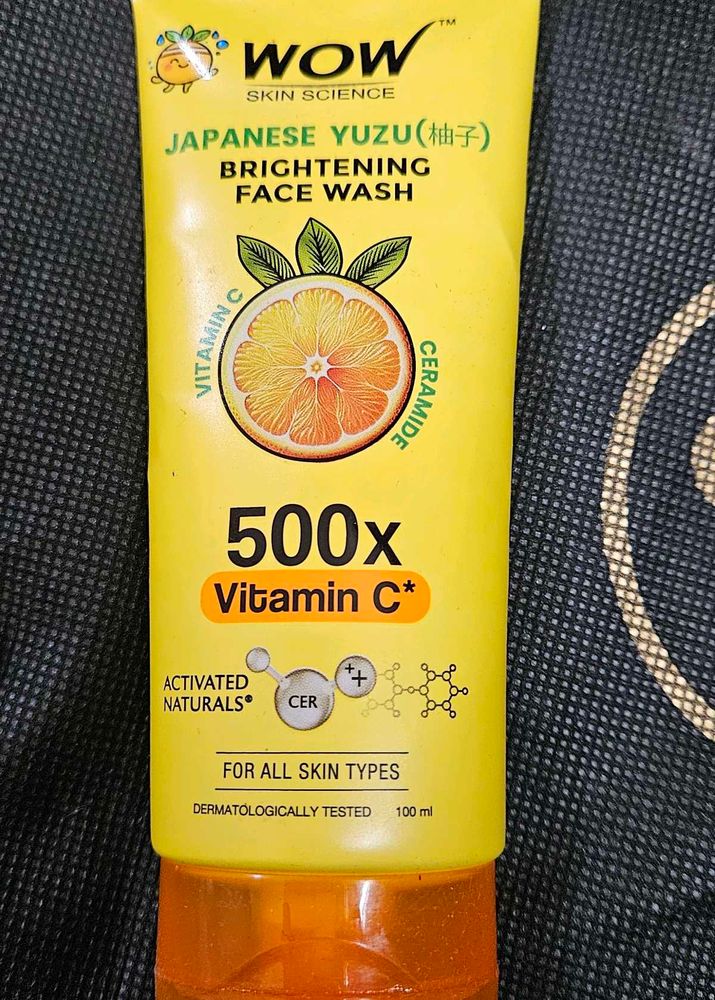 WOW™
SKIN SCIENCE
JAPANESE YUZU(柚子)
BRIGHTENING
FACE WASH
VITAMIN C
CERAMIDE
500x
Vitamin C*
ACTIVATED
NATURALS®
CER
++
FOR ALL SKIN TYPES
DERMATOLOGICALLY TESTED 100 ml